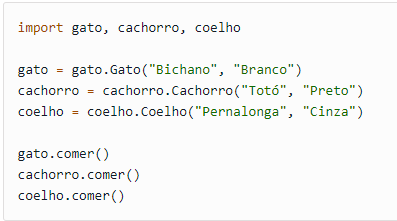 import gato, cachorro, coelho
gato = gato.Gato("Bichano", "Branco")
cachorro = cachorro.Cachorro("Totó", "Preto")
coelho = coelho.Coelho("Pernalonga", "Cinza")
gato.comer()
cachorro.comer()
coelho.comer()